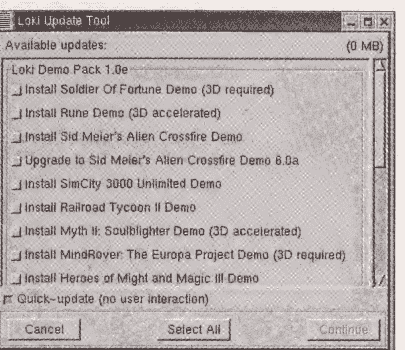 Loki Update Tool
Available updates: (0 MB)
Loki Demo Pack 1.0e
Install Soldier Of Fortune Demo (3D required)
Install Rune Demo (3D accelerated)
Install Sid Meier's Alien Crossfire Demo
Upgrade to Sid Meier's Alien Crossfire Demo 6.0a
Install SimCity 3000 Unlimited Demo
Install Railroad Tycoon II Demo
Install Myth II: Soulblighter Demo (3D accelerated)
Install MindRover: The Europa Project Demo (3D required)
Install Heroes of Might and Magic III Demo
Quick-update (no user interaction)
Cancel Select All Continue